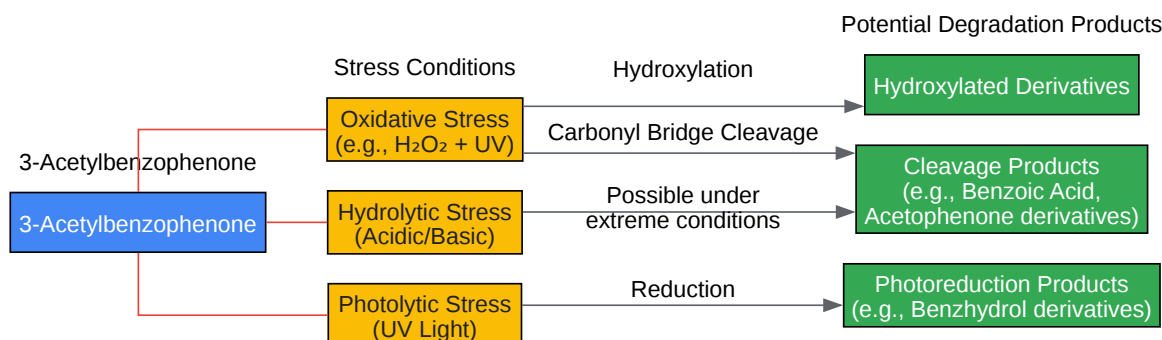 Potential Degradation Products
Stress Conditions
Hydroxylation
Hydroxylated Derivatives
Oxidative Stress
(e.g., H₂O₂ + UV)
Carbonyl Bridge Cleavage
3-Acetylbenzophenone
3-Acetylbenzophenone
Cleavage Products
(e.g., Benzoic Acid,
Acetophenone derivatives)
Hydrolytic Stress
(Acidic/Basic)
Possible under
extreme conditions
Photolytic Stress
(UV Light)
Reduction
Photoreduction Products
(e.g., Benzhydrol derivatives)